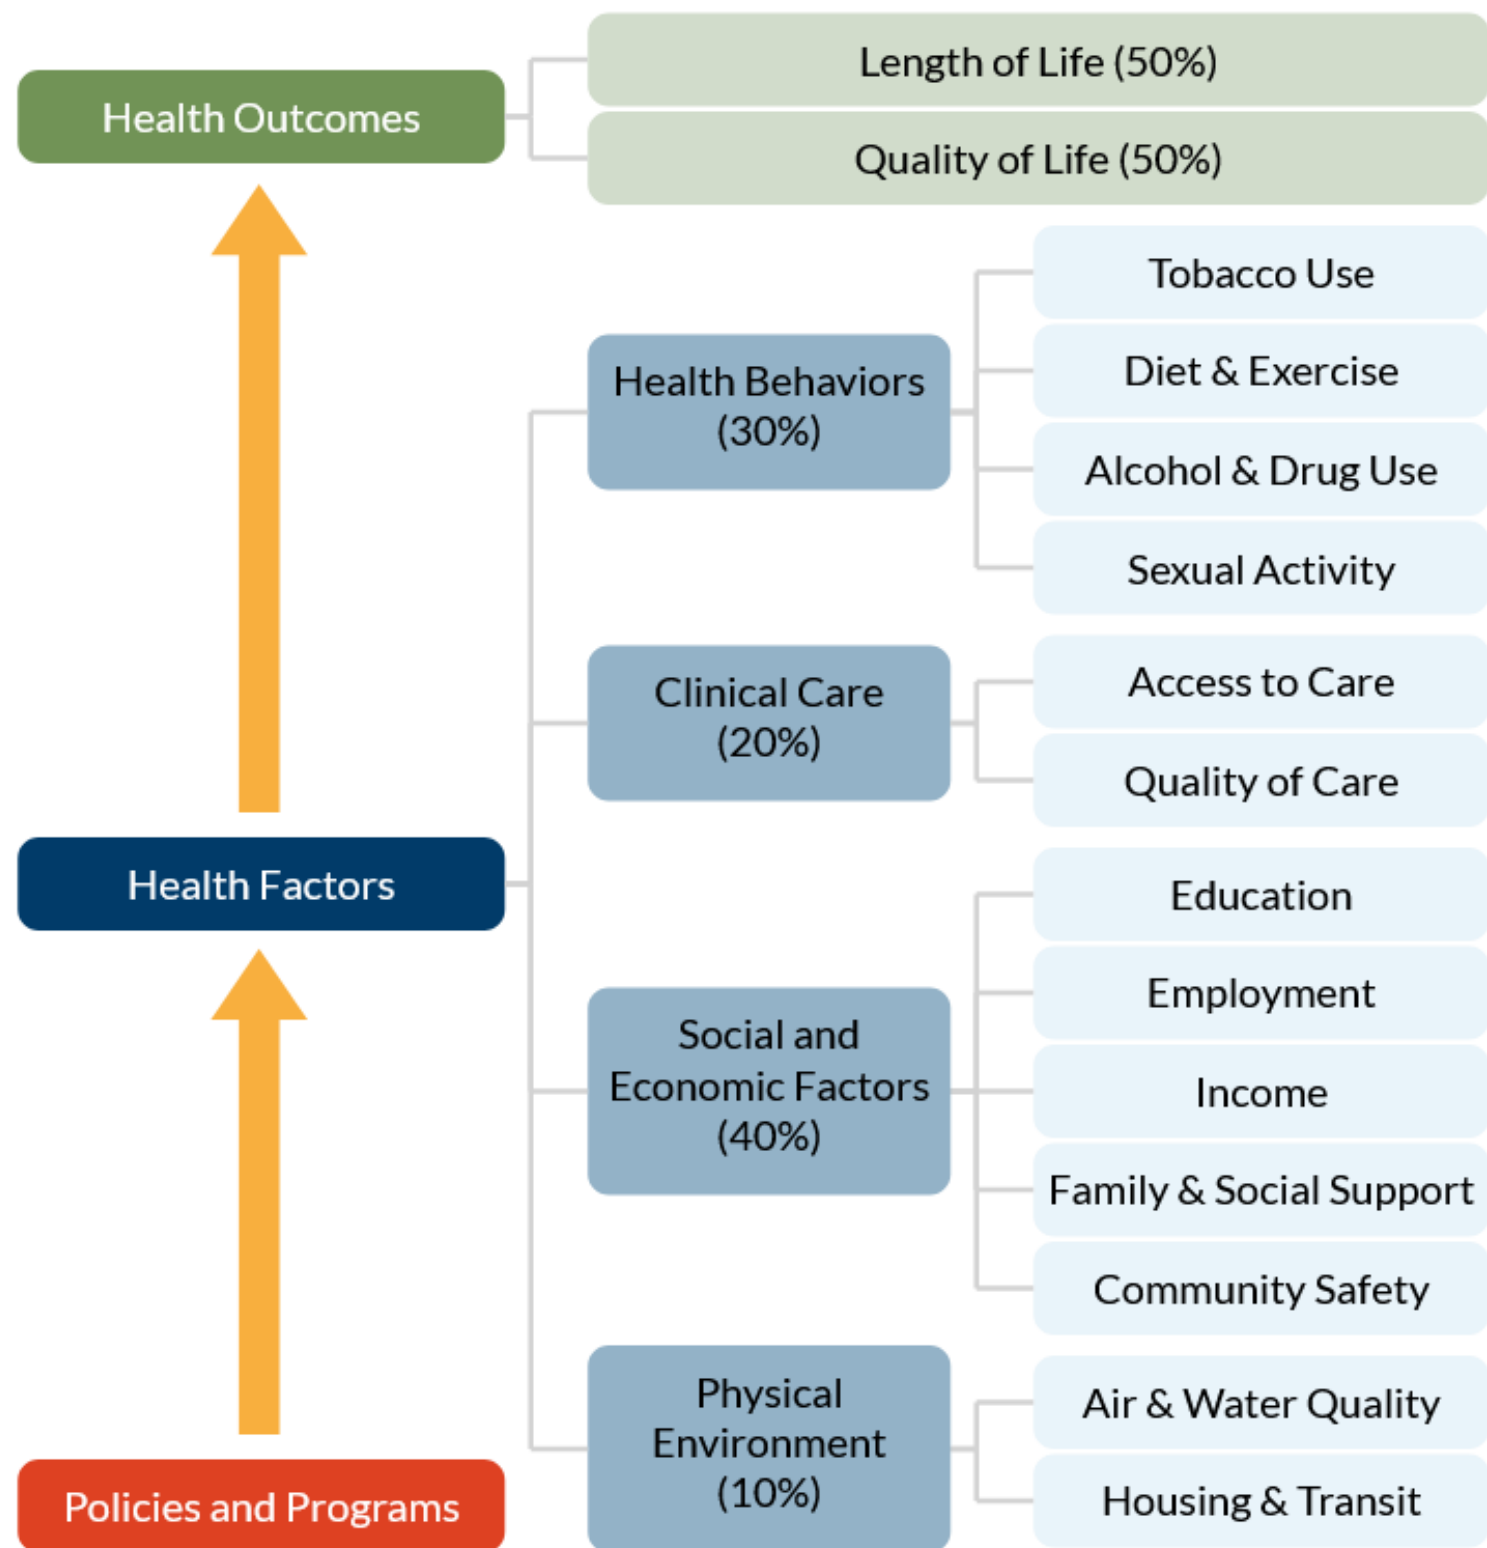 Health Outcomes
Length of Life (50%)
Quality of Life (50%)
Health Factors
Health Behaviors
(30%)
Tobacco Use
Diet & Exercise
Alcohol & Drug Use
Sexual Activity
Clinical Care
(20%)
Access to Care
Quality of Care
Social and
Economic Factors
(40%)
Education
Employment
Income
Family & Social Support
Community Safety
Physical
Environment
(10%)
Air & Water Quality
Housing & Transit
Policies and Programs